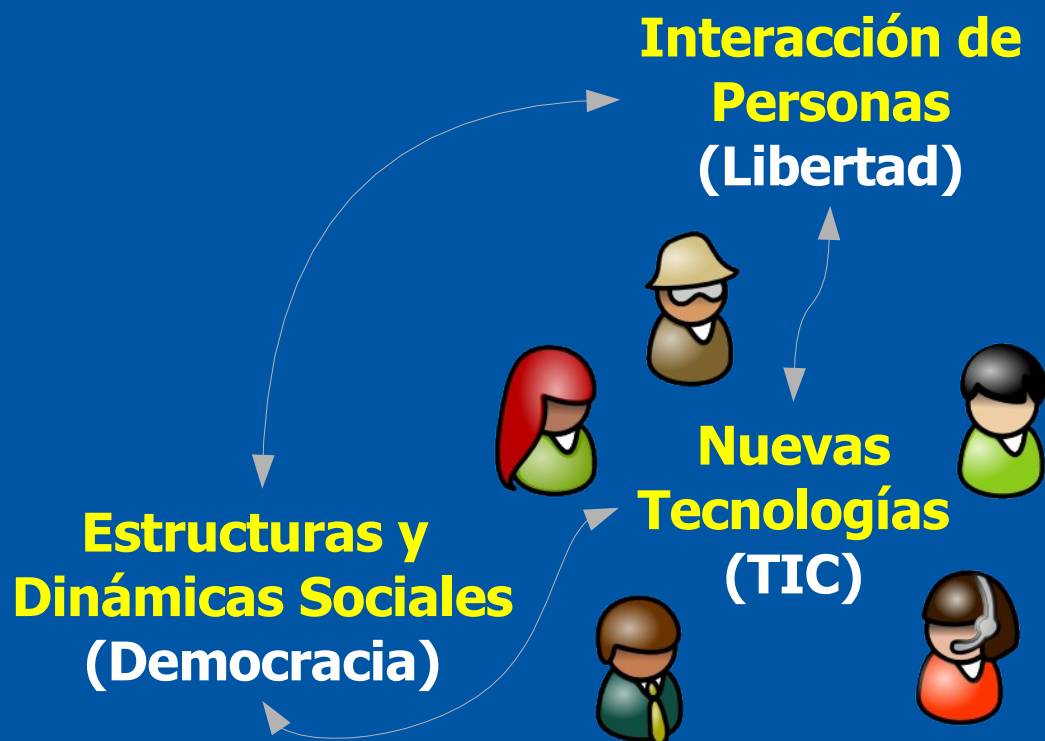 Interacción de
Personas
(Libertad)
Nuevas
Tecnologías
(TIC)
Estructuras y
Dinámicas Sociales
(Democracia)